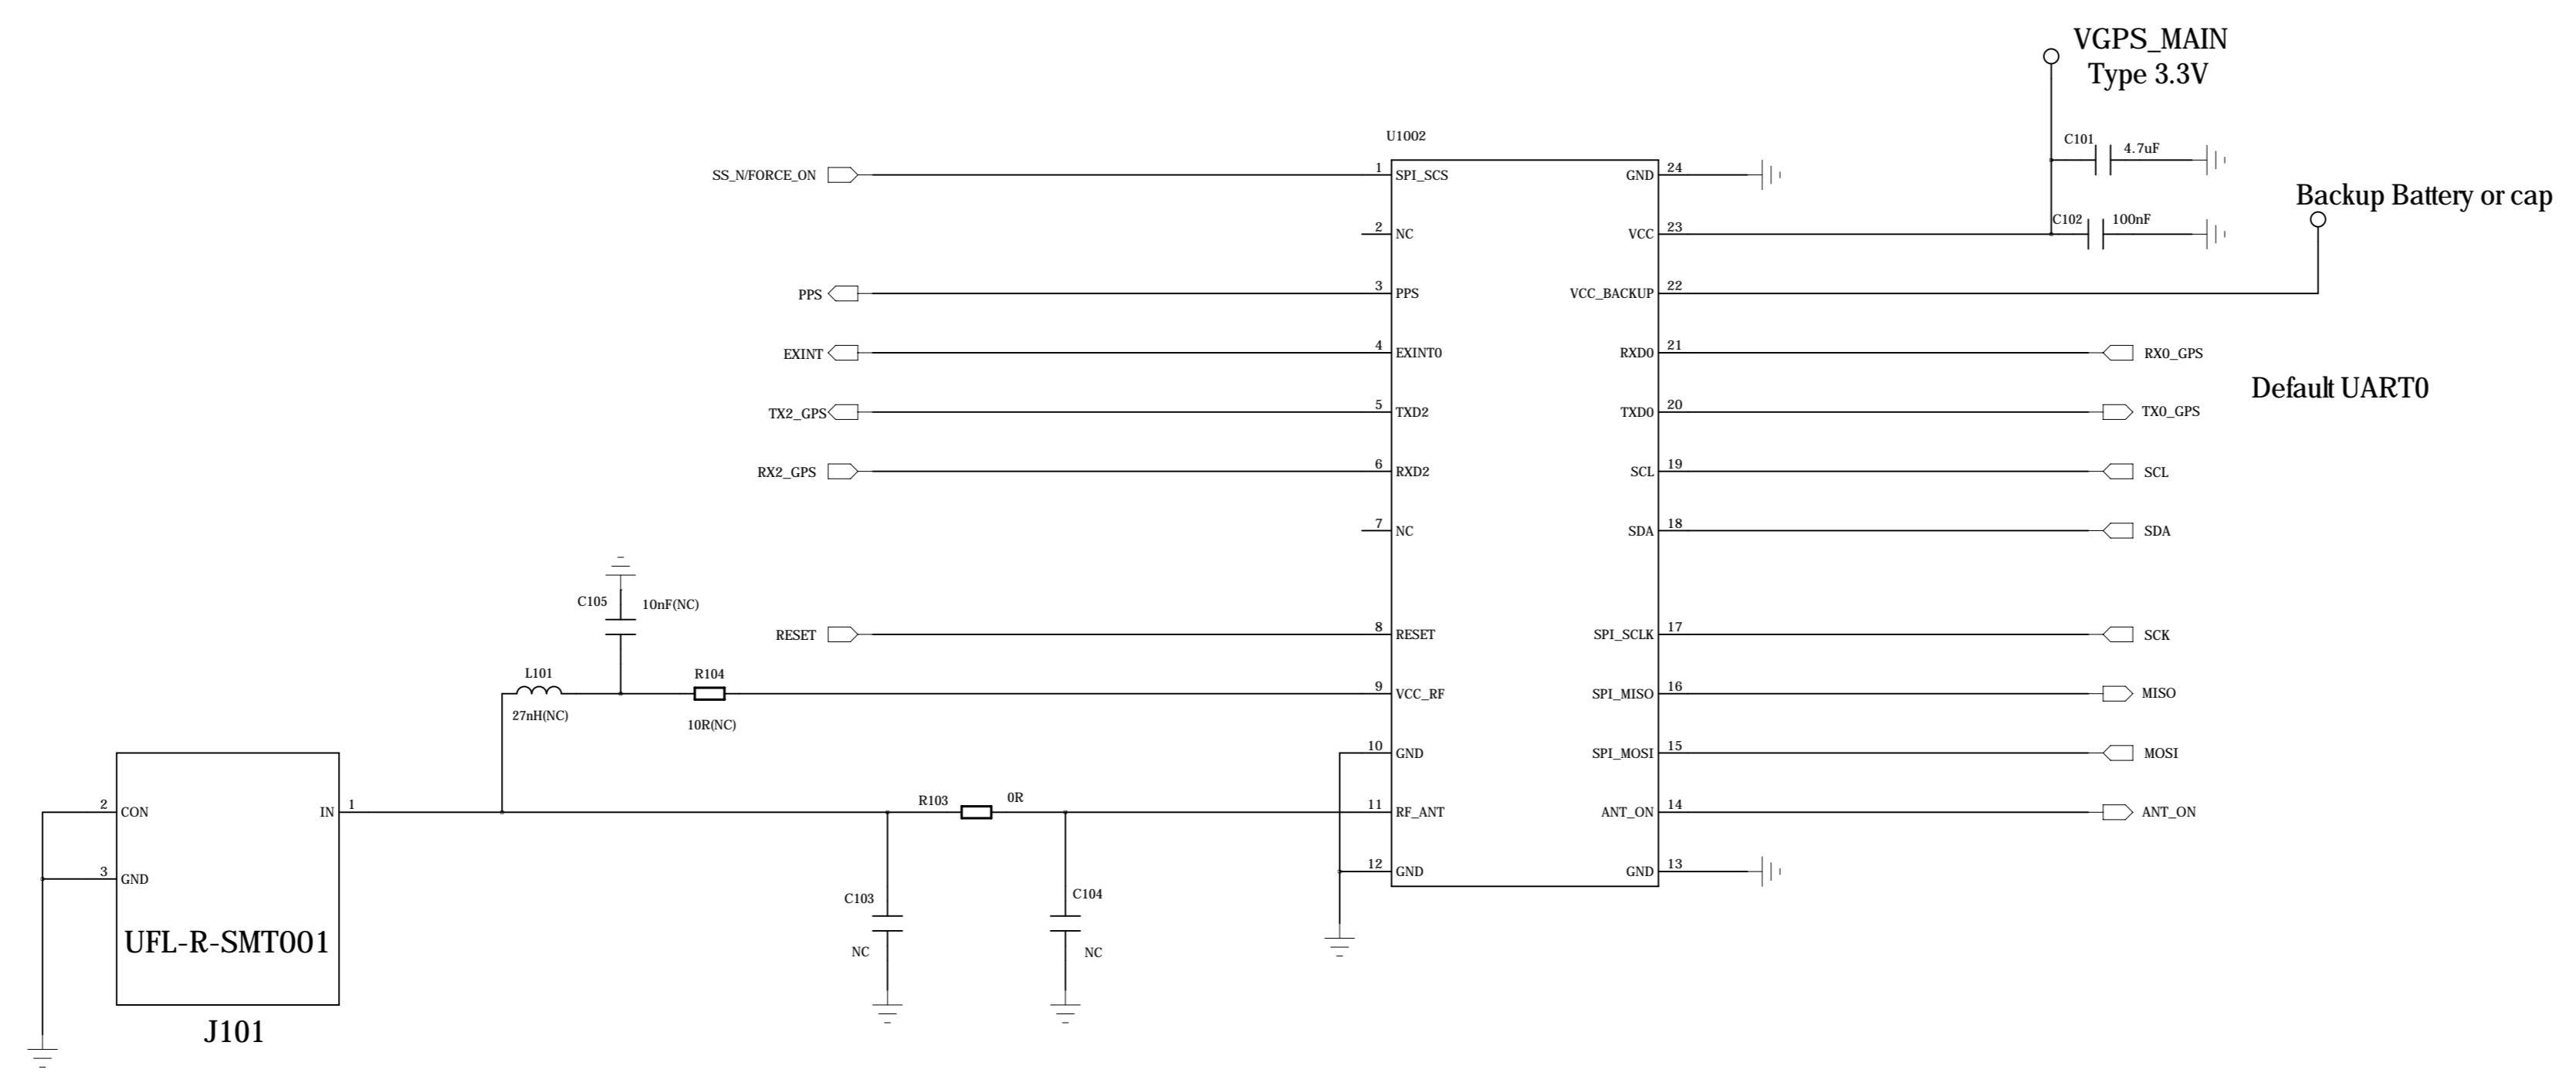 VGPS_MAIN
Type 3.3V
U1002
C101
4.7uF
Backup Battery or cap
C102
100nF
SS_N/FORCE_ON
1
SPI_SCS
GND
24
2
NC
VCC
23
PPS
3
PPS
VCC_BACKUP
22
EXINT
4
EXINT0
RXD0
21
RX0_GPS
Default UART0
TX2_GPS
5
TXD2
TXD0
20
TX0_GPS
RX2_GPS
6
RXD2
SCL
19
SCL
7
NC
SDA
18
SDA
C105
10nF(NC)
RESET
8
RESET
SPI_SCLK
17
SCK
L101
27nH(NC)
R104
10R(NC)
9
VCC_RF
SPI_MISO
16
MISO
10
GND
SPI_MOSI
15
MOSI
2
CON
IN
1
R103
0R
11
RF_ANT
ANT_ON
14
ANT_ON
3
GND
12
GND
GND
13
C103
NC
C104
NC
UFL-R-SMT001
J101